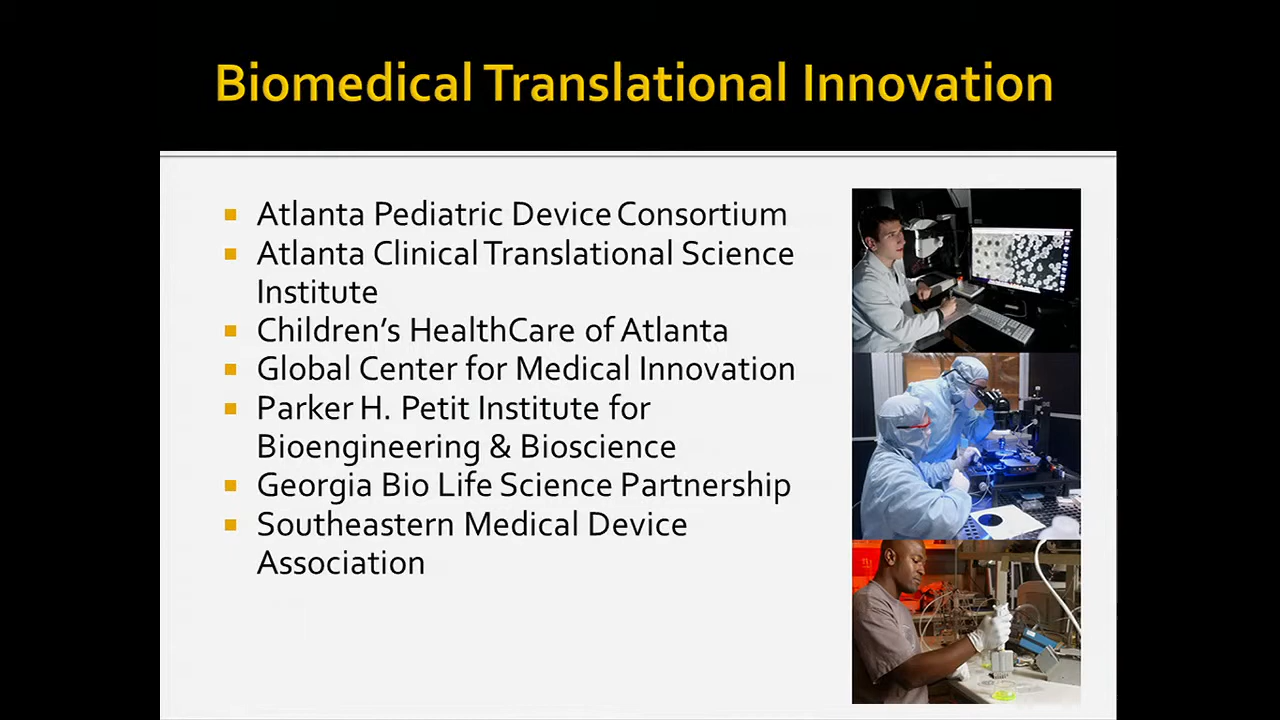 Biomedical Translational Innovation
Atlanta Pediatric Device Consortium
Atlanta Clinical Translational Science
Institute
Children's HealthCare of Atlanta
Global Center for Medical Innovation
Parker H. Petit Institute for
Bioengineering & Bioscience
Georgia Bio Life Science Partnership
Southeastern Medical Device
Association